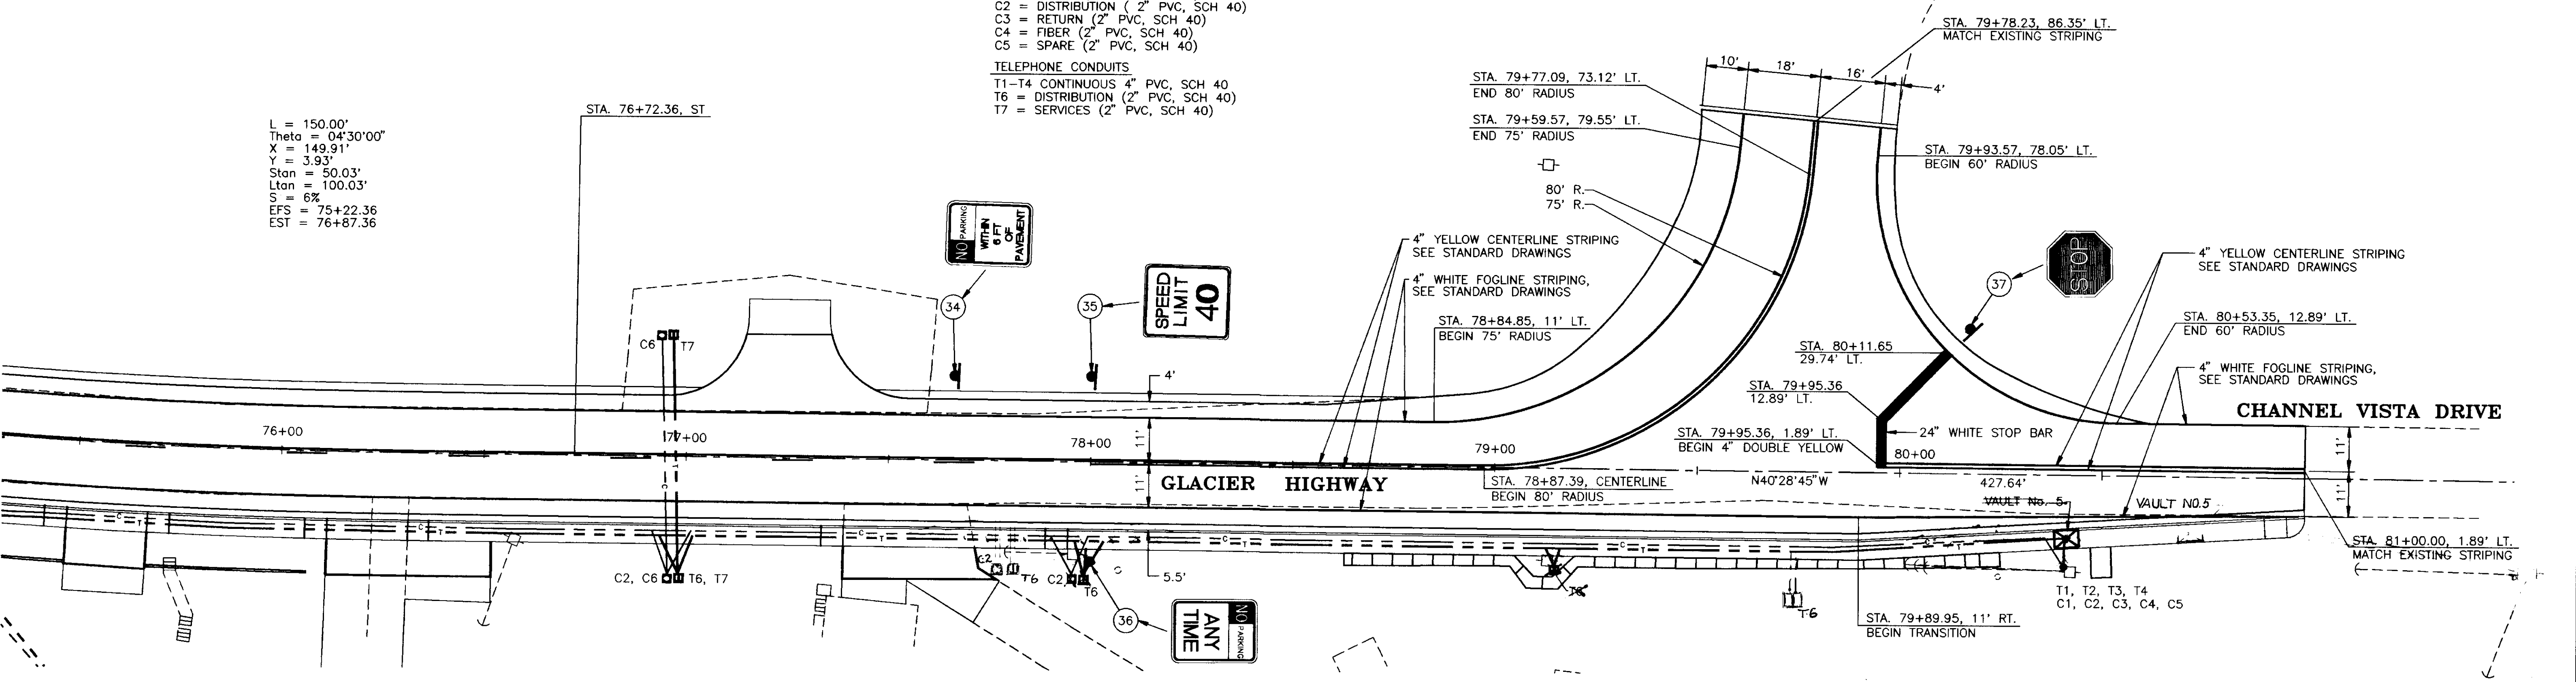 C2 = DISTRIBUTION ( 2" PVC, SCH 40)
C3 = RETURN (2" PVC, SCH 40)
C4 = FIBER (2" PVC, SCH 40)
C5 = SPARE (2" PVC, SCH 40)
TELEPHONE CONDUITS
T1-T4 CONTINUOUS 4" PVC, SCH 40
T6 = DISTRIBUTION (2" PVC, SCH 40)
T7 = SERVICES (2" PVC, SCH 40)
L = 150.00'
Theta = 04°30'00"
X = 149.91'
Y = 3.93'
Stan = 50.03'
Ltan = 100.03'
S = 6%
EFS = 75+22.36
EST = 76+87.36
STA. 76+72.36, ST
NO PARKING
WITHIN
6 FT
OF
PAVEMENT
34
35
SPEED
LIMIT
40
STA. 79+78.23, 86.35' LT.
MATCH EXISTING STRIPING
10'
18'
16'
4'
STA. 79+77.09, 73.12' LT.
END 80' RADIUS
STA. 79+59.57, 79.55' LT.
END 75' RADIUS
80' R.
75' R.
STA. 79+93.57, 78.05' LT.
BEGIN 60' RADIUS
4" YELLOW CENTERLINE STRIPING
SEE STANDARD DRAWINGS
4" WHITE FOGLINE STRIPING,
SEE STANDARD DRAWINGS
STA. 78+84.85, 11' LT.
BEGIN 75' RADIUS
37
STOP
4" YELLOW CENTERLINE STRIPING
SEE STANDARD DRAWINGS
STA. 80+53.35, 12.89' LT.
END 60' RADIUS
4" WHITE FOGLINE STRIPING,
SEE STANDARD DRAWINGS
STA. 80+11.65
29.74' LT.
STA. 79+95.36
12.89' LT.
24" WHITE STOP BAR
STA. 79+95.36, 1.89' LT.
BEGIN 4" DOUBLE YELLOW
CHANNEL VISTA DRIVE
C6
T7
4'
76+00
77+00
78+00
79+00
80+00
11'
11'
11'
11'
GLACIER HIGHWAY
STA. 78+87.39, CENTERLINE
BEGIN 80' RADIUS
N40°28'45"W
427.64'
VAULT No. 5
VAULT NO.5
STA. 81+00.00, 1.89' LT.
MATCH EXISTING STRIPING
C
T
C
T
C
T
C
T
C
T
C
T
C2, C6
T6, T7
C2
T6
C2
T6
5.5'
T6
T6
36
NO PARKING
ANY
TIME
T1, T2, T3, T4
C1, C2, C3, C4, C5
STA. 79+89.95, 11' RT.
BEGIN TRANSITION